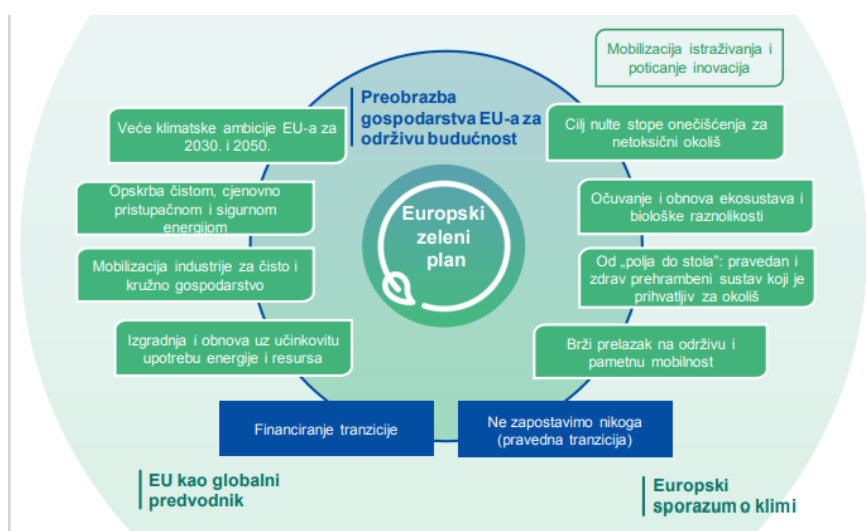 Mobilizacija istraživanja i
poticanje inovacija
Preobrazba
gospodarstva EU-a za
održivu budućnost
Veće klimatske ambicije EU-a za
2030. i 2050.
Cilj nulte stope onečišćenja za
netoksični okoliš
Opskrba čistom, cjenovno
pristupačnom i sigurnom
energijom
Europski
zeleni
plan
Očuvanje i obnova ekosustava i
biološke raznolikosti
Mobilizacija industrije za čisto i
kružno gospodarstvo
Od „polja do stola”: pravedan i
zdrav prehrambeni sustav koji je
prihvatljiv za okoliš
Izgradnja i obnova uz učinkovitu
upotrebu energije i resursa
Brži prelazak na održivu i
pametnu mobilnost
Financiranje tranzicije
Ne zapostavimo nikoga
(pravedna tranzicija)
EU kao globalni
predvodnik
Europski
sporazum o klimi